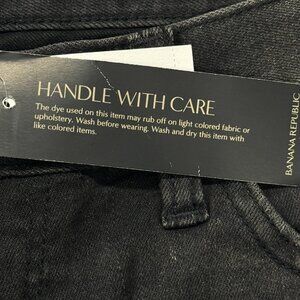 HANDLE WITH CARE
The dye used on this item may rub off on light colored fabric or
upholstery. Wash before wearing. Wash and dry this item with
like colored items.
BANANA REPUBLIC